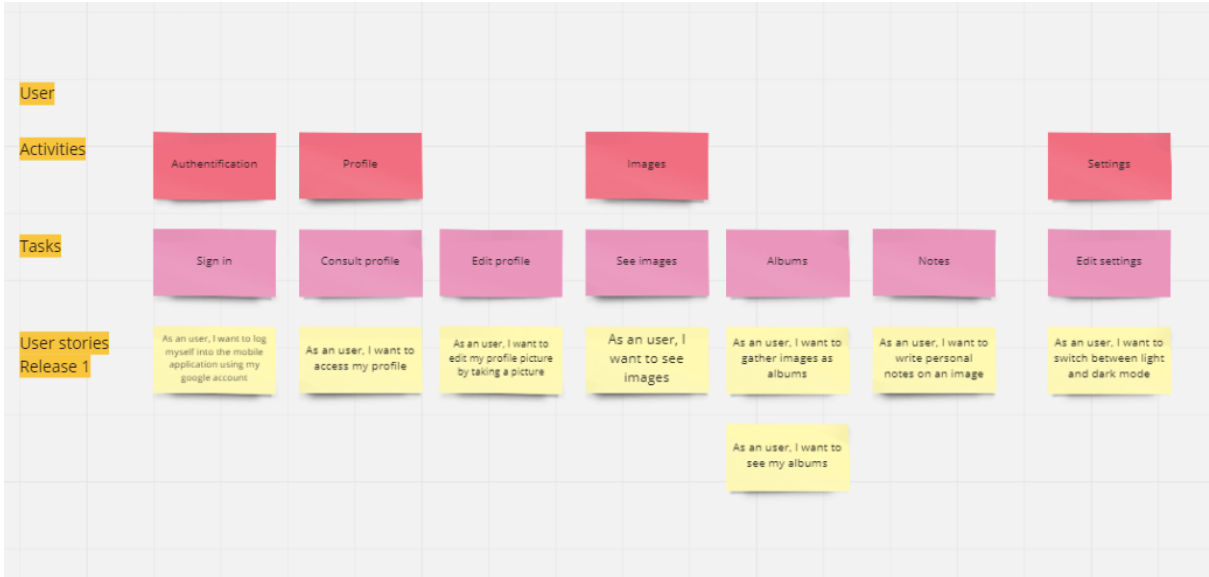 User
Activities
Authentification
Profile
Images
Settings
Tasks
Sign in
Consult profile
Edit profile
See images
Albums
Notes
Edit settings
User stories
Release 1
As an user, I want to log
myself into the mobile
application using my
google account
As an user, I want to
access my profile
As an user, I want to
edit my profile picture
by taking a picture
As an user, I
want to see
images
As an user, I want to
gather images as
albums
As an user, I want to
write personal
notes on an image
As an user, I want to
switch between light
and dark mode
As an user, I want to
see my albums